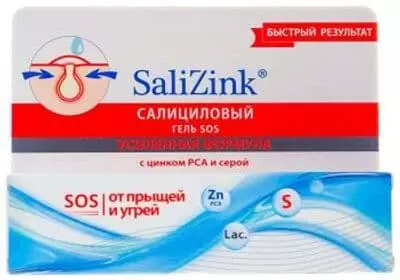 БЫСТРЫЙ РЕЗУЛЬТАТ
SaliZink®
САЛИЦИЛОВЫЙ
ГЕЛЬ SOS
УСИЛЕННАЯ ФОРМУЛА
с цинком PCA и серой
SOS от прыщей
и угрей
Zn
PCA
S
Lac.